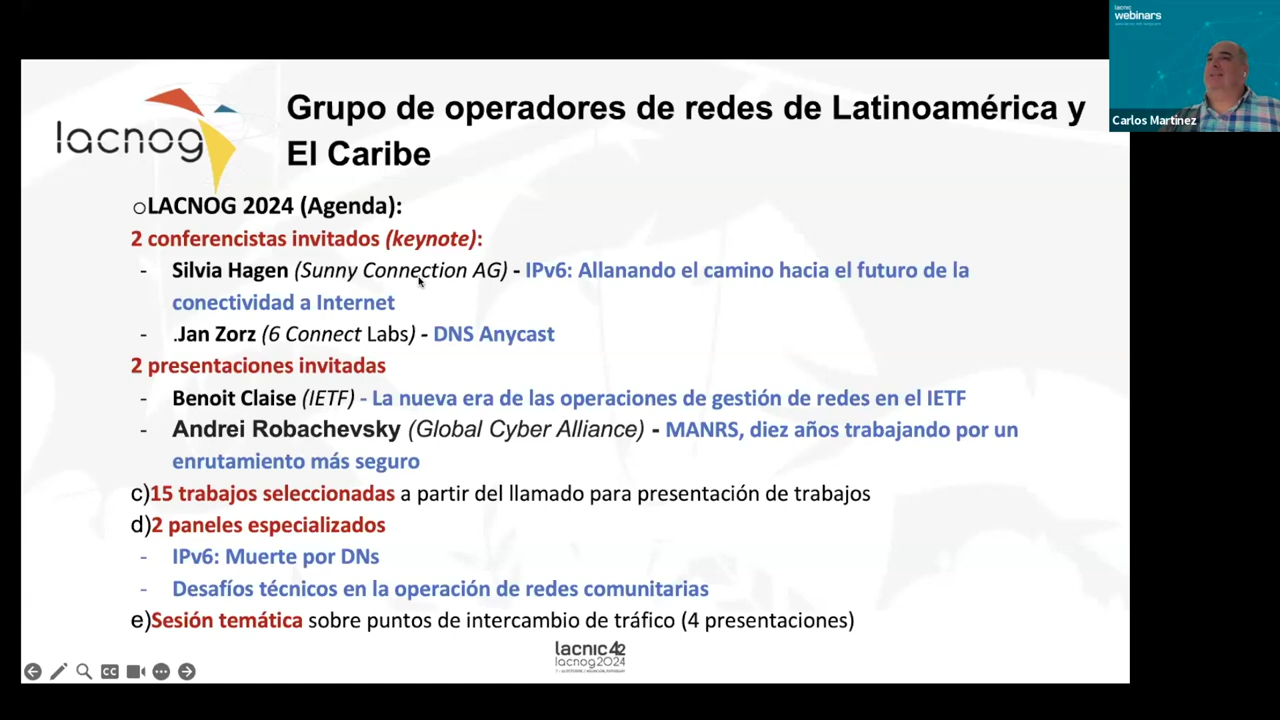 lacnic
webinars
Carlos Martínez
lacnog
Grupo de operadores de redes de Latinoamérica y
El Caribe
oLACNOG 2024 (Agenda):
2 conferencistas invitados (keynote):
- Silvia Hagen (Sunny Connection AG) - IPv6: Allanando el camino hacia el futuro de la
conectividad a Internet
- .Jan Zorz (6 Connect Labs) - DNS Anycast
2 presentaciones invitadas
- Benoit Claise (IETF) - La nueva era de las operaciones de gestión de redes en el IETF
- Andrei Robachevsky (Global Cyber Alliance) - MANRS, diez años trabajando por un
enrutamiento más seguro
c)15 trabajos seleccionadas a partir del llamado para presentación de trabajos
d)2 paneles especializados
- IPv6: Muerte por DNs
- Desafíos técnicos en la operación de redes comunitarias
e)Sesión temática sobre puntos de intercambio de tráfico (4 presentaciones)
lacnic42
lacnog2024
CC